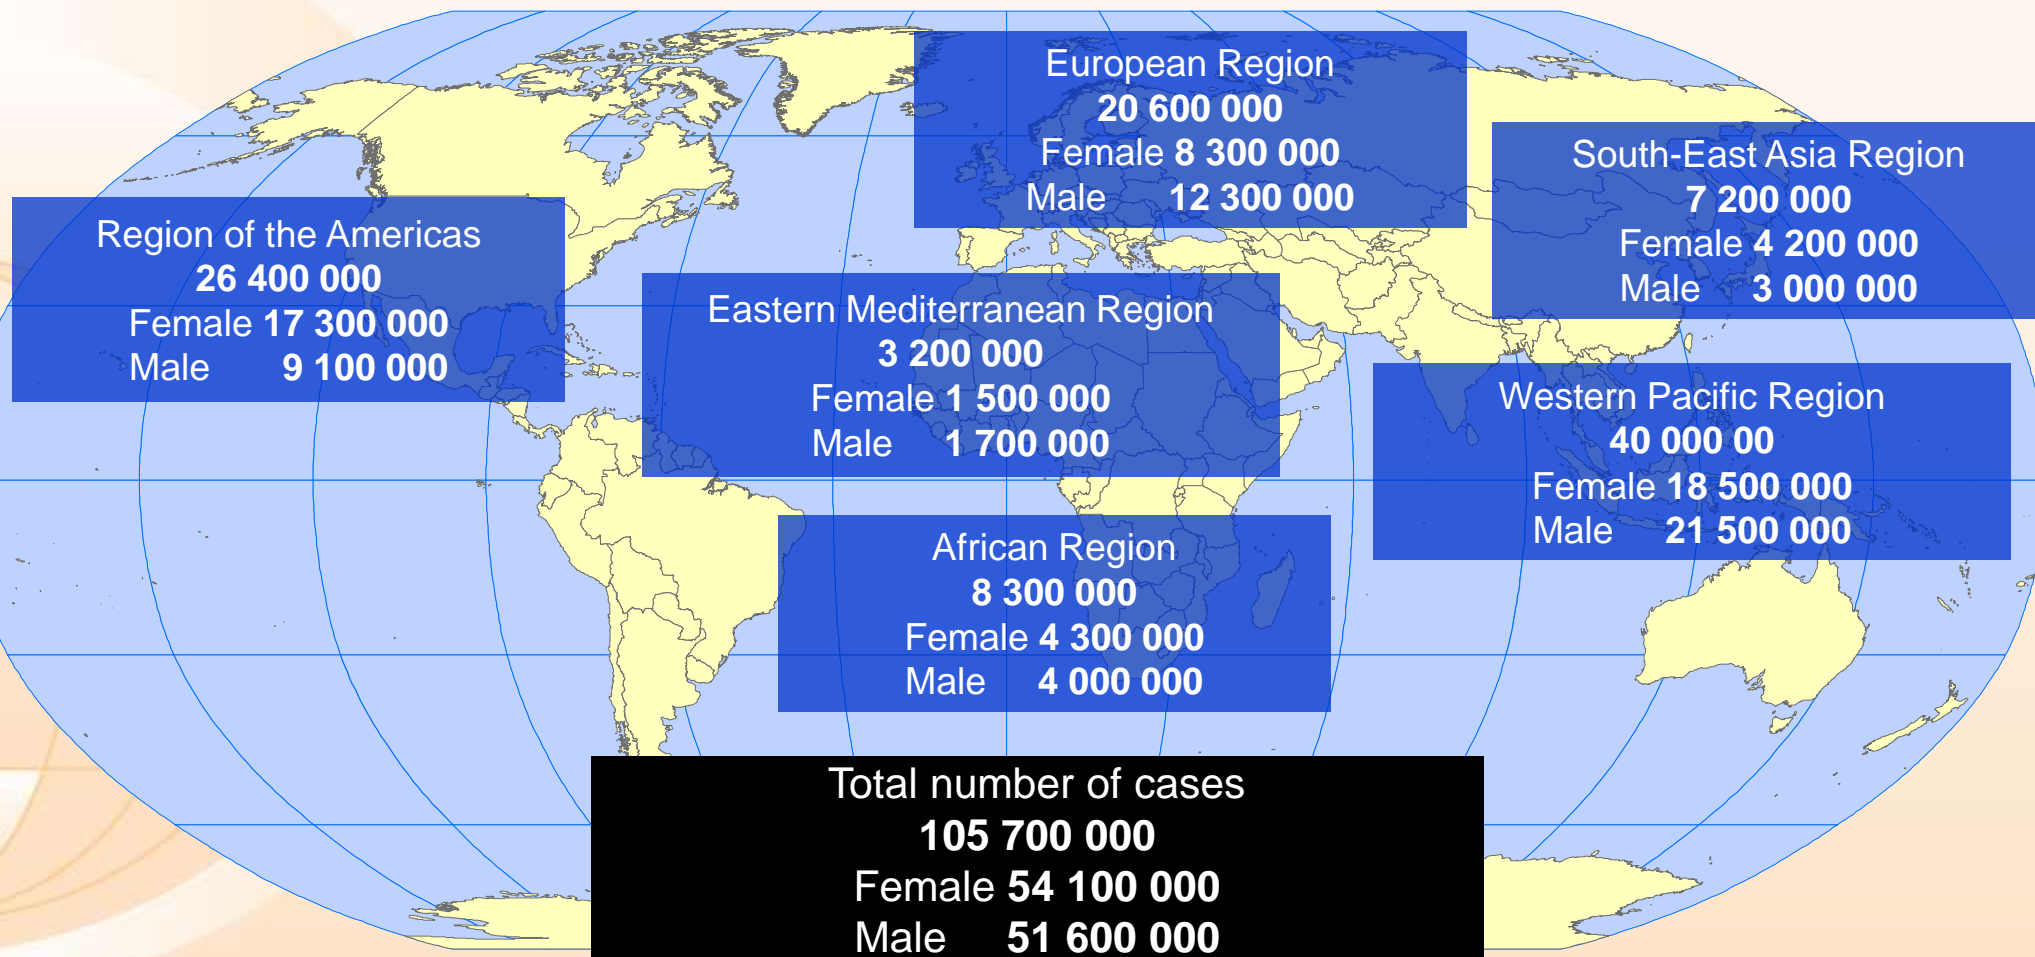 European Region
20 600 000
Female 8 300 000
Male 12 300 000
South-East Asia Region
7 200 000
Female 4 200 000
Male 3 000 000
Region of the Americas
26 400 000
Female 17 300 000
Male 9 100 000
Eastern Mediterranean Region
3 200 000
Female 1 500 000
Male 1 700 000
Western Pacific Region
40 000 00
Female 18 500 000
Male 21 500 000
African Region
8 300 000
Female 4 300 000
Male 4 000 000
Total number of cases
105 700 000
Female 54 100 000
Male 51 600 000